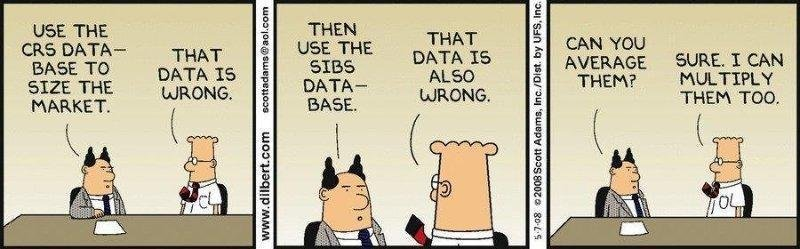 USE THE
CRS DATA-
BASE TO
SIZE THE
MARKET.
THAT
DATA IS
WRONG.
www.dilbert.com scottadams@aol.com
THEN
USE THE
SIBS
DATA-
BASE.
THAT
DATA IS
ALSO
WRONG.
5-7-08 ©2008 Scott Adams, Inc./Dist. by UFS, Inc.
CAN YOU
AVERAGE
THEM?
SURE. I CAN
MULTIPLY
THEM TOO.